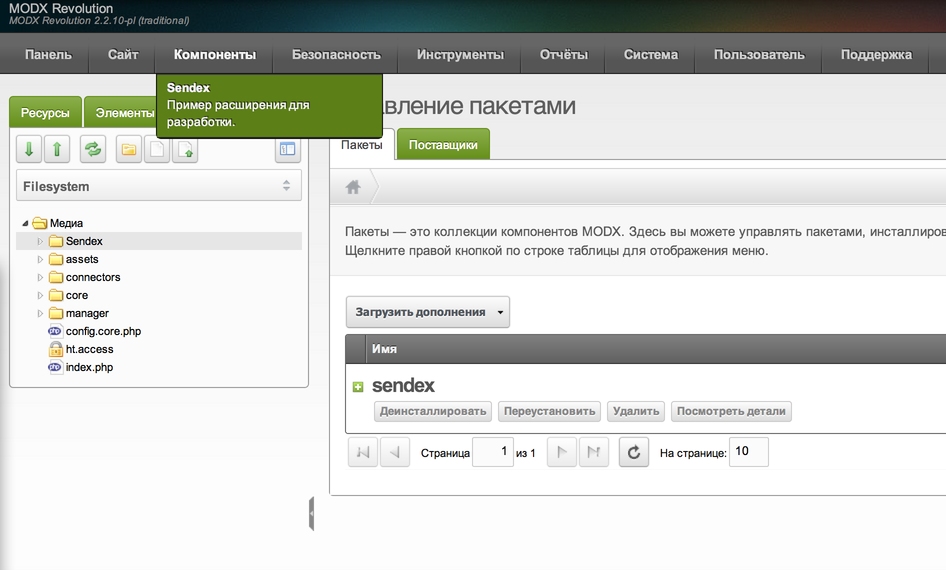 MODX Revolution
MODX Revolution 2.2.10-pl (traditional)
Панель Сайт Компоненты Безопасность Инструменты Отчёты Система Пользователь Поддержка
Sendex
Пример расширения для
разработки.
Ресурсы Элементы
Filesystem
Медиа
Sendex
assets
connectors
core
manager
config.core.php
ht.access
index.php
авление пакетами
Пакеты Поставщики
Пакеты — это коллекции компонентов MODX. Здесь вы можете управлять пакетами, инсталлиров
Щелкните правой кнопкой по строке таблицы для отображения меню.
Загрузить дополнения
Имя
sendex
Деинсталлировать Переустановить Удалить Посмотреть детали
Страница 1 из 1 На странице: 10